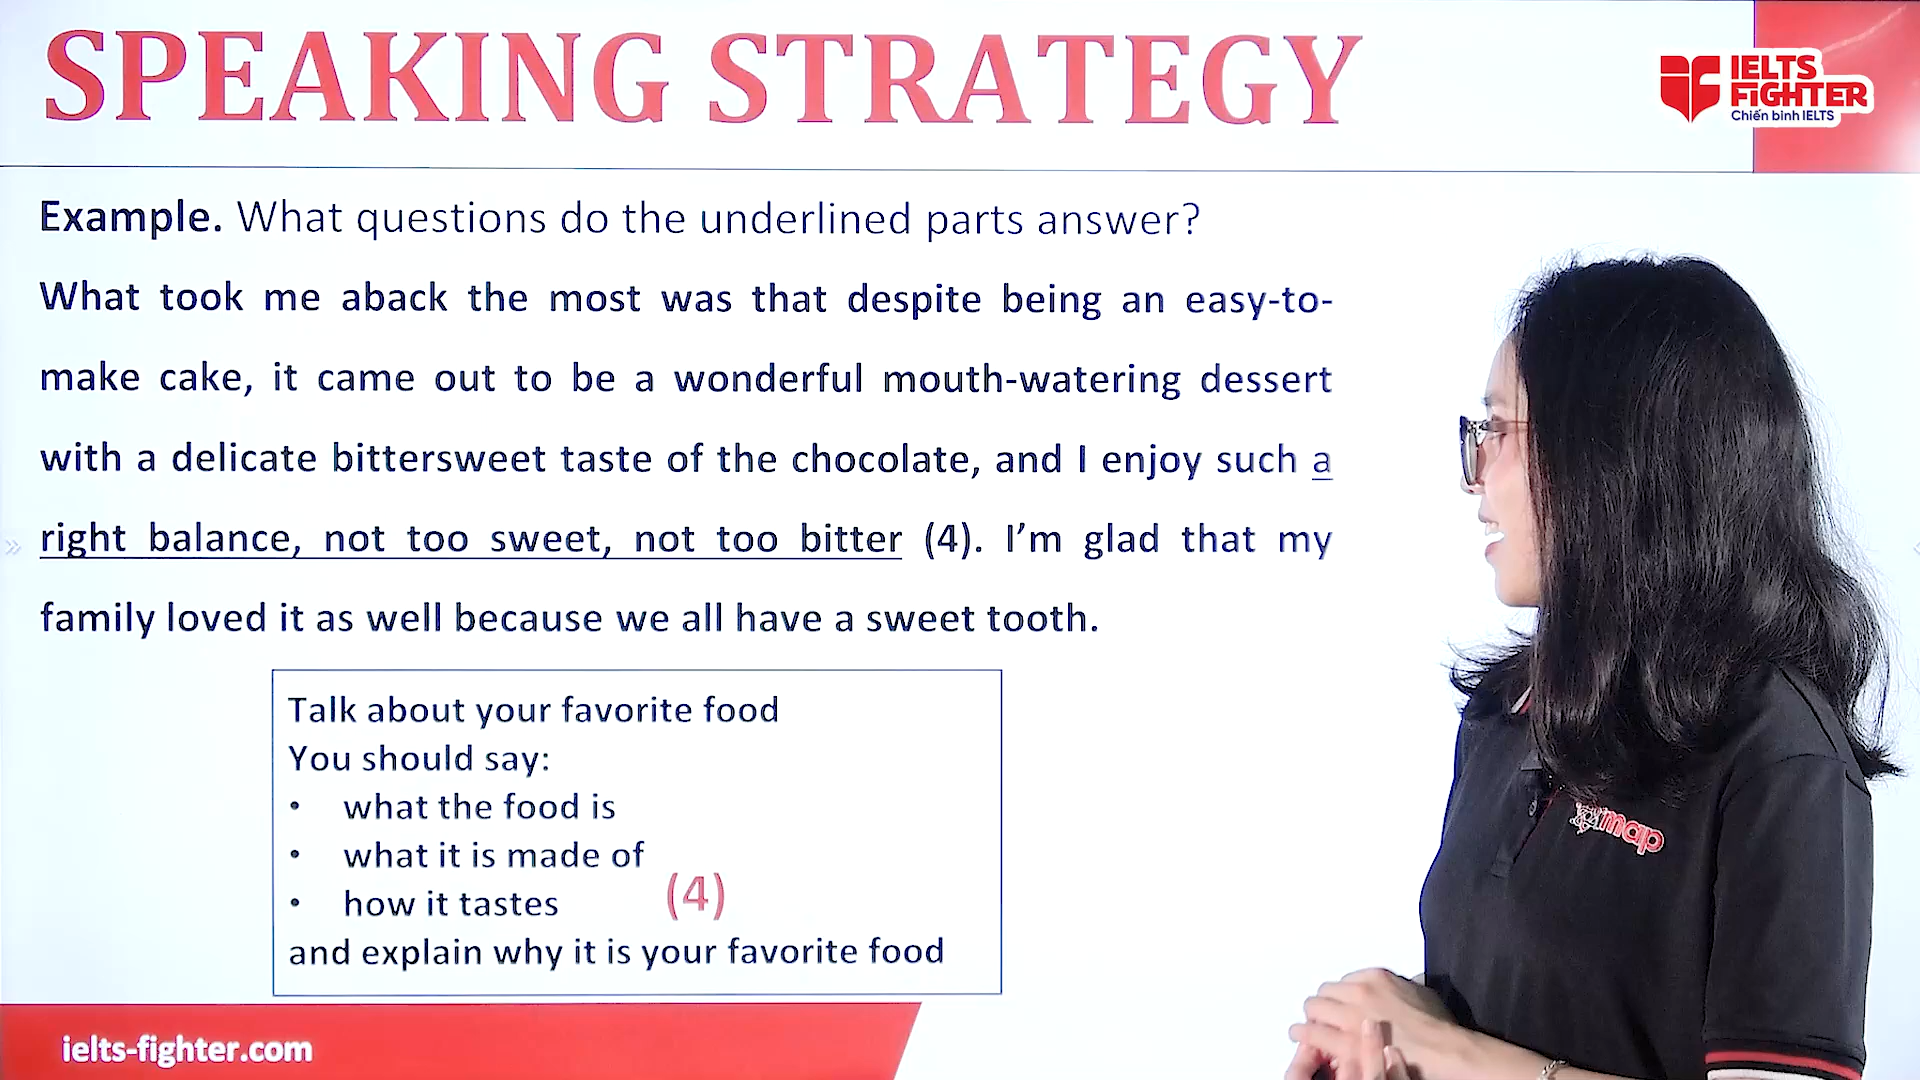 SPEAKING STRATEGY
IELTS
FIGHTER
Chiến binh IELTS
Example. What questions do the underlined parts answer?
What took me aback the most was that despite being an easy-to-
make cake, it came out to be a wonderful mouth-watering dessert
with a delicate bittersweet taste of the chocolate, and I enjoy such a
right balance, not too sweet, not too bitter (4). I’m glad that my
family loved it as well because we all have a sweet tooth.
Talk about your favorite food
You should say:
• what the food is
• what it is made of
• how it tastes (4)
and explain why it is your favorite food
map
ielts-fighter.com